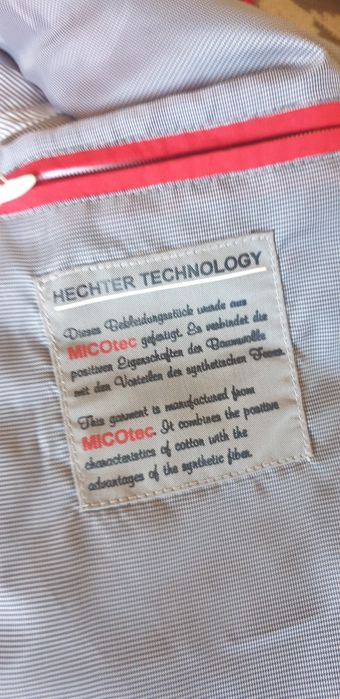 HECHTER TECHNOLOGY
Dieses Bekleidungsstück wurde aus
MICOtec gefertigt. Es verbindet die
positiven Eigenschaften der Baumwolle
mit den Vorteilen der synthetischen Faser.
This garment is manufactured from
MICOtec. It combines the positive
characteristics of cotton with the
advantages of the synthetic fiber.